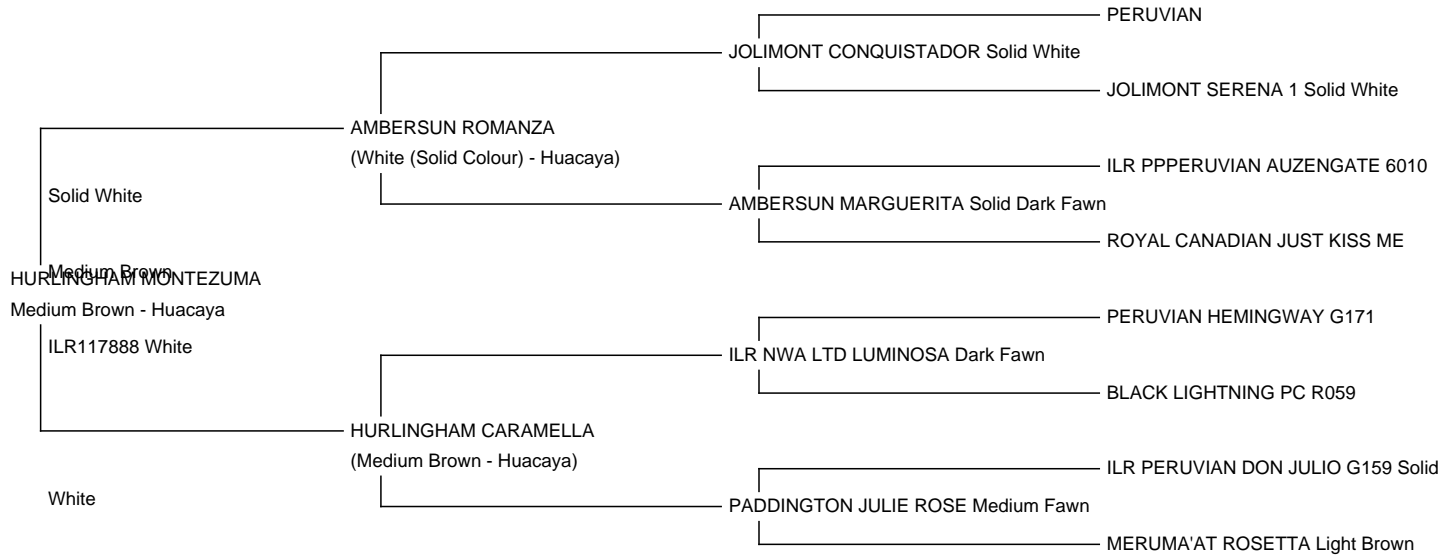 PERUVIAN
JOLIMONT CONQUISTADOR Solid White
JOLIMONT SERENA 1 Solid White
AMBERSUN ROMANZA
(White (Solid Colour) - Huacaya)
ILR PPPERUVIAN AUZENGATE 6010
Solid White
AMBERSUN MARGUERITA Solid Dark Fawn
ROYAL CANADIAN JUST KISS ME
Medium Brown
HURLINGHAM MONTEZUMA
Medium Brown - Huacaya
PERUVIAN HEMINGWAY G171
ILR117888 White
ILR NWA LTD LUMINOSA Dark Fawn
BLACK LIGHTNING PC R059
HURLINGHAM CARAMELLA
(Medium Brown - Huacaya)
ILR PERUVIAN DON JULIO G159 Solid
White
PADDINGTON JULIE ROSE Medium Fawn
MERUMA'AT ROSETTA Light Brown